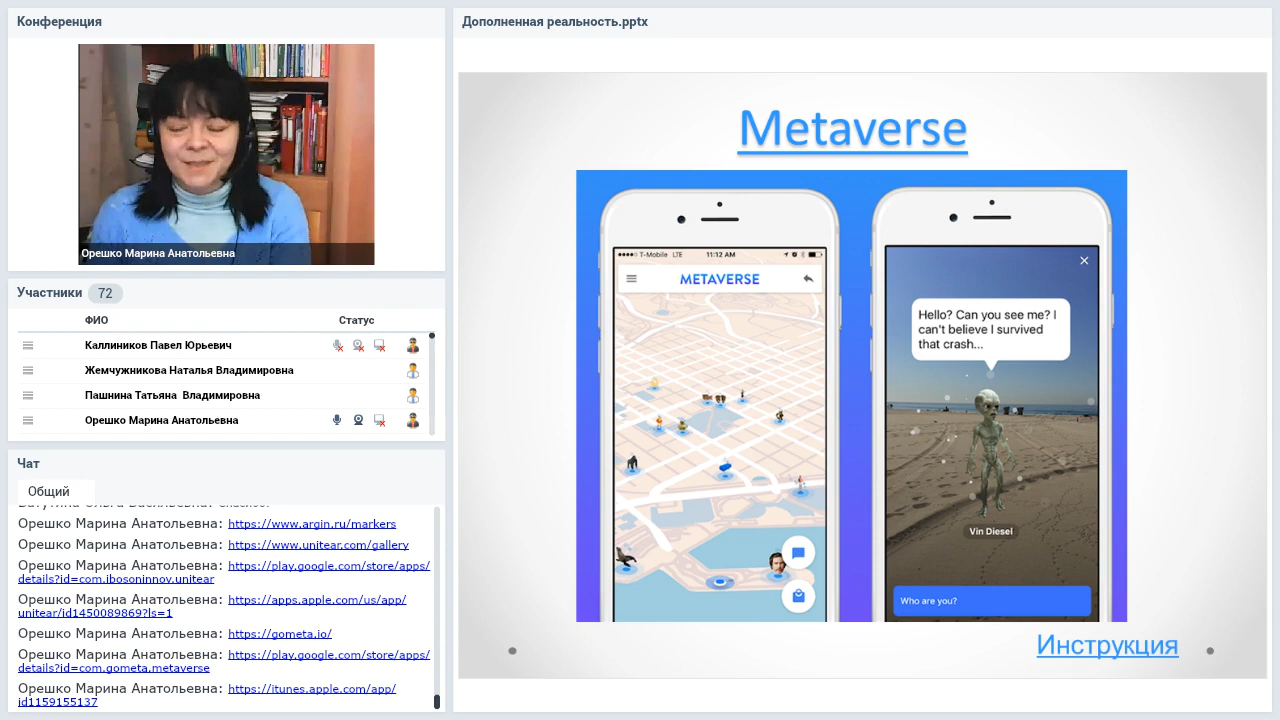 Конференция
Орешко Марина Анатольевна
Участники 72
ФИО Статус
Каллиников Павел Юрьевич
Жемчужникова Наталья Владимировна
Пашнина Татьяна Владимировна
Орешко Марина Анатольевна
Чат
Общий
Орешко Марина Анатольевна: https://www.argin.ru/markers
Орешко Марина Анатольевна: https://www.unitear.com/gallery
Орешко Марина Анатольевна: https://play.google.com/store/apps/
details?id=com.ibosoninnov.unitear
Орешко Марина Анатольевна: https://apps.apple.com/us/app/
unitear/id1450089869?ls=1
Орешко Марина Анатольевна: https://gometa.io/
Орешко Марина Анатольевна: https://play.google.com/store/apps/
details?id=com.gometa.metaverse
Орешко Марина Анатольевна: https://itunes.apple.com/app/
id1159155137
Дополненная реальность.pptx
Metaverse
T-Mobile LTE 11:12 AM
METAVERSE
Hello? Can you see me? I
can't believe I survived
that crash...
Vin Diesel
Who are you?
Инструкция